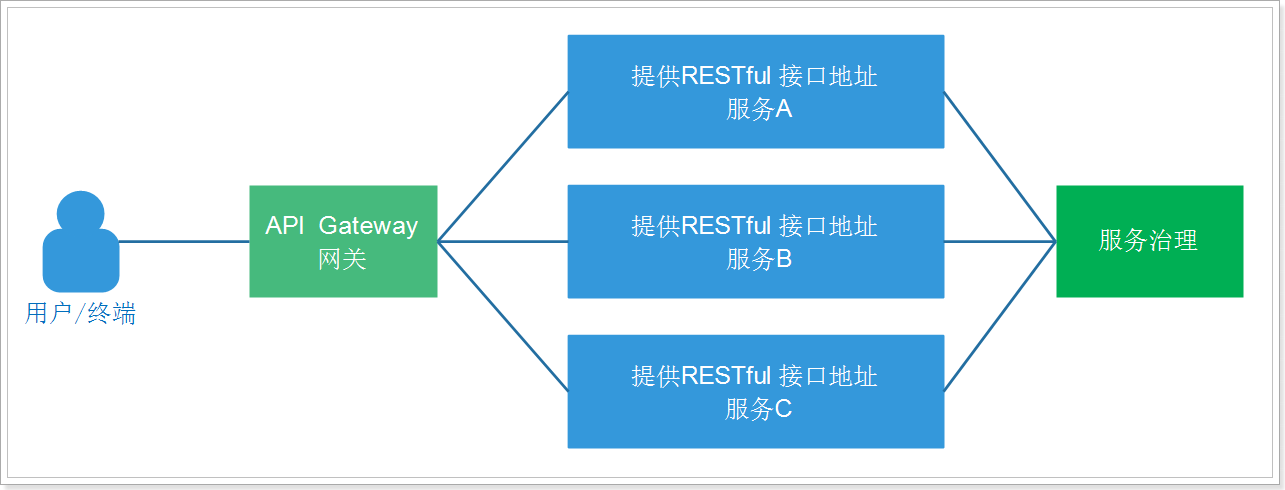 用户/终端
API Gateway
网关
提供RESTful 接口地址
服务A
提供RESTful 接口地址
服务B
提供RESTful 接口地址
服务C
服务治理